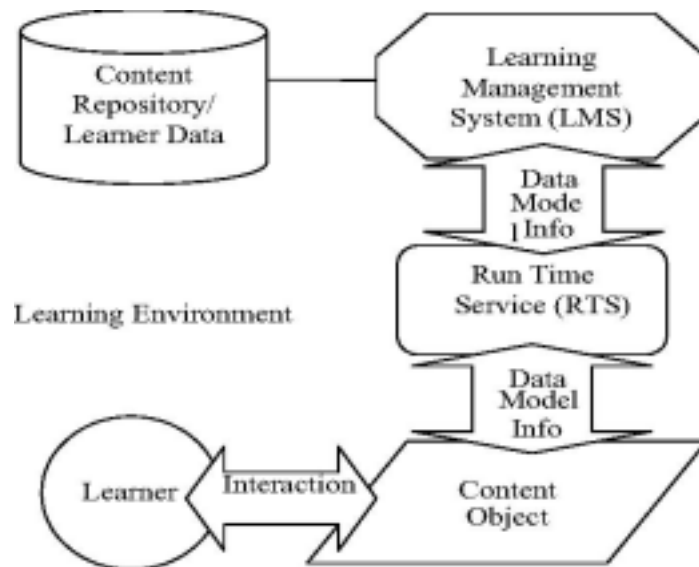 Content
Repository/
Learner Data
Learning
Management
System (LMS)
Data
Mode
l Info
Run Time
Service (RTS)
Learning Environment
Data
Model
Info
Learner
Interaction
Content
Object